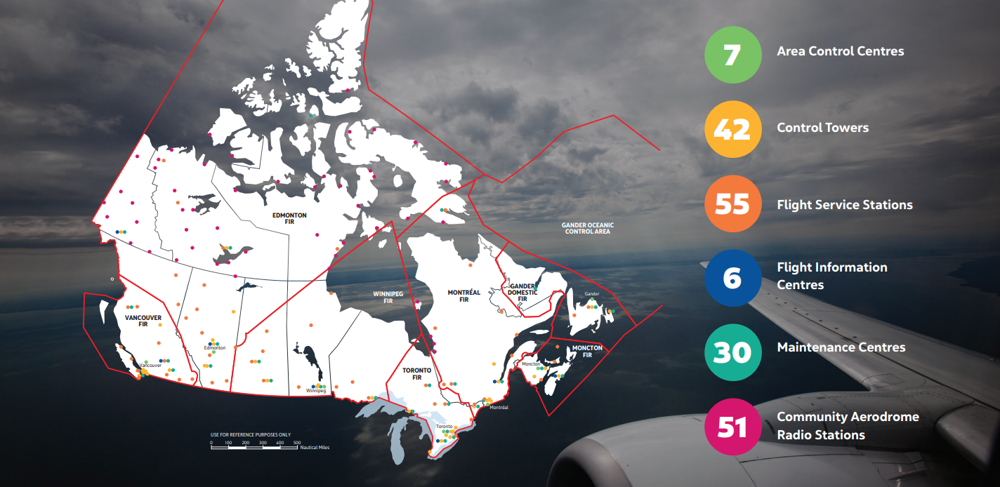 EDMONTON
FIR
GANDER OCEANIC
CONTROL AREA
WINNIPEG
FIR
MONTRÉAL
FIR
GANDER
DOMESTIC
FIR
Gander
VANCOUVER
FIR
Edmonton
MONCTON
FIR
Vancouver
TORONTO
FIR
Moncton
Winnipeg
Montréal
Toronto
USE FOR REFERENCE PURPOSES ONLY
0 100 200 300 400 500
Nautical Miles
7 Area Control Centres
42 Control Towers
55 Flight Service Stations
6 Flight Information
Centres
30 Maintenance Centres
51 Community Aerodrome
Radio Stations